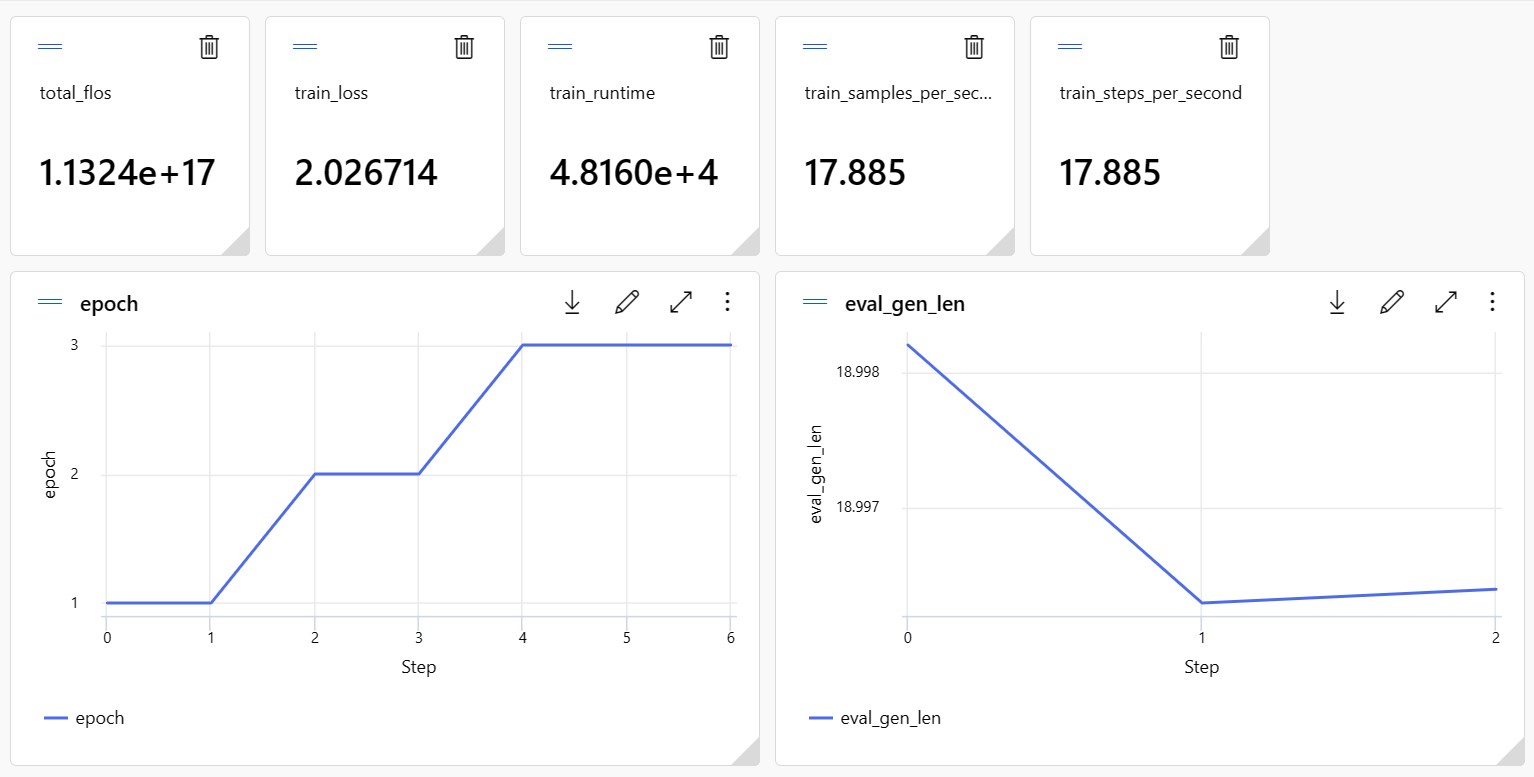 total_flos
1.1324e+17
train_loss
2.026714
train_runtime
4.8160e+4
train_samples_per_sec...
17.885
train_steps_per_second
17.885
epoch
3
2
1
epoch
0 1 2 3 4 5 6
Step
epoch
eval_gen_len
18.998
18.997
eval_gen_len
0 1 2
Step
eval_gen_len